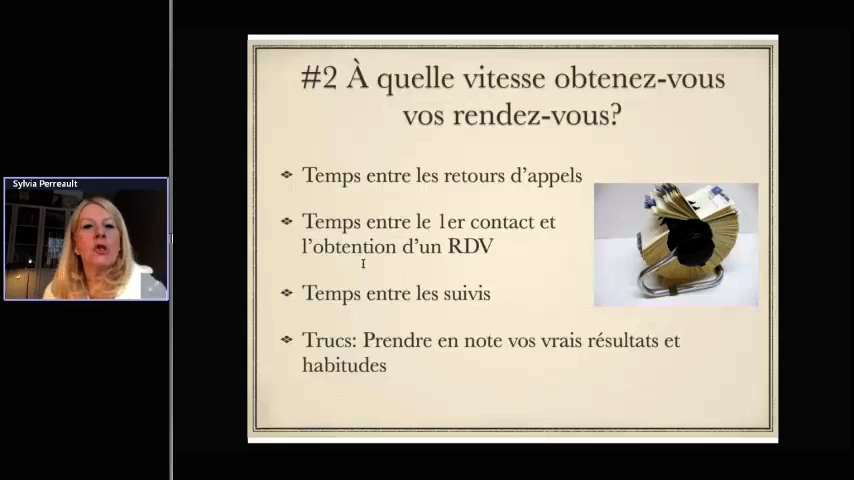 Sylvia Perreault
#2 À quelle vitesse obtenez-vous
vos rendez-vous?
Temps entre les retours d’appels
Temps entre le 1er contact et
l’obtention d’un RDV
Temps entre les suivis
Trucs: Prendre en note vos vrais résultats et
habitudes